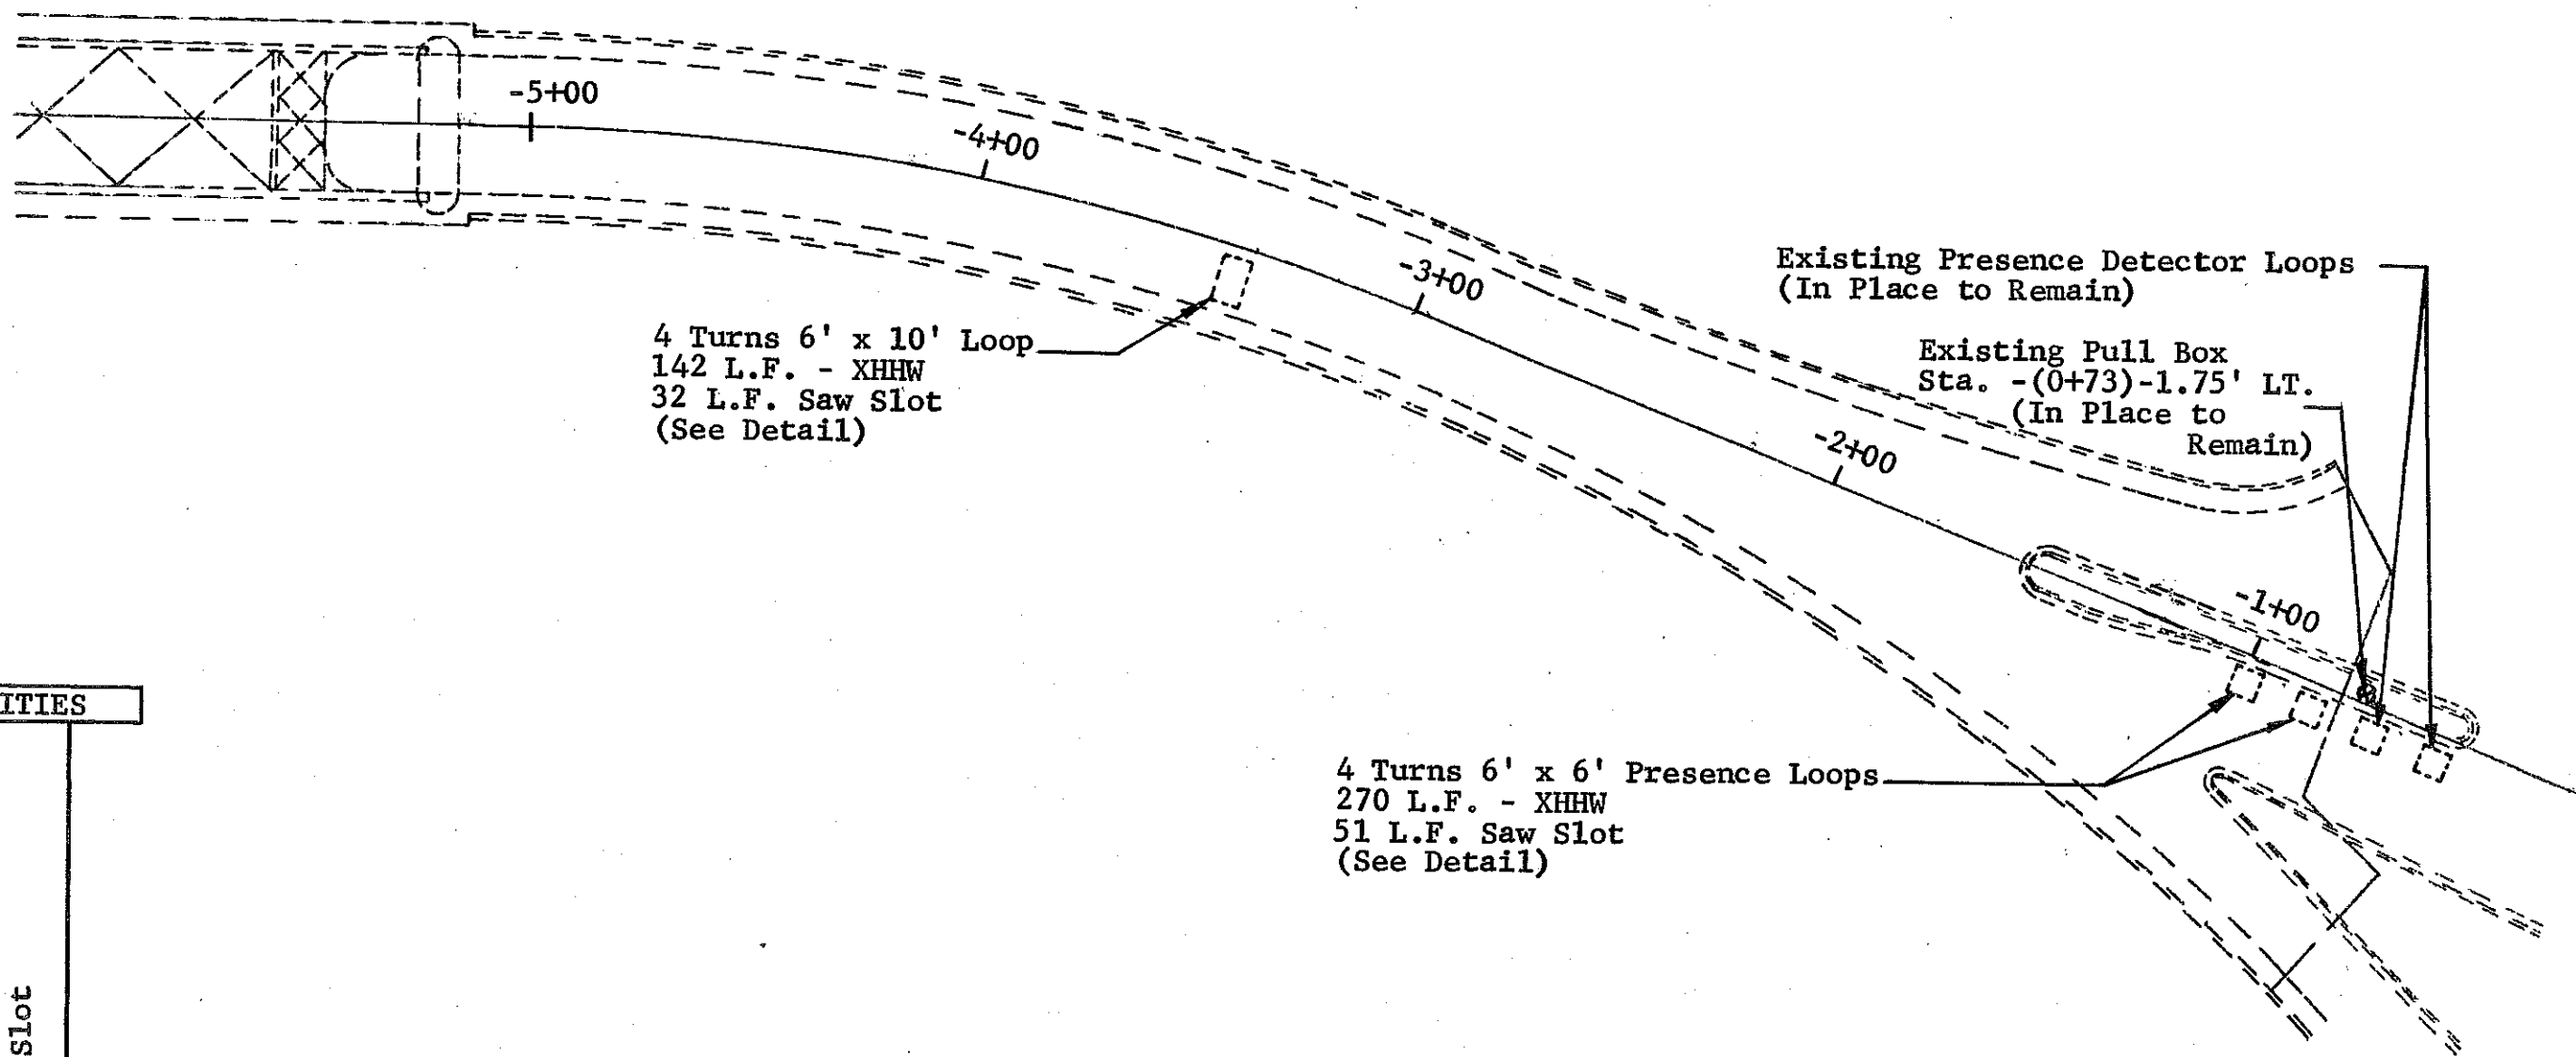 -5+00
-4+00
-3+00
Existing Presence Detector Loops
(In Place to Remain)
4 Turns 6' x 10' Loop
142 L.F. - XHHW
32 L.F. Saw Slot
(See Detail)
Existing Pull Box
Sta. -(0+73)-1.75' LT.
(In Place to
Remain)
-2+00
-1+00
ITIES
4 Turns 6' x 6' Presence Loops
270 L.F. - XHHW
51 L.F. Saw Slot
(See Detail)
Slot